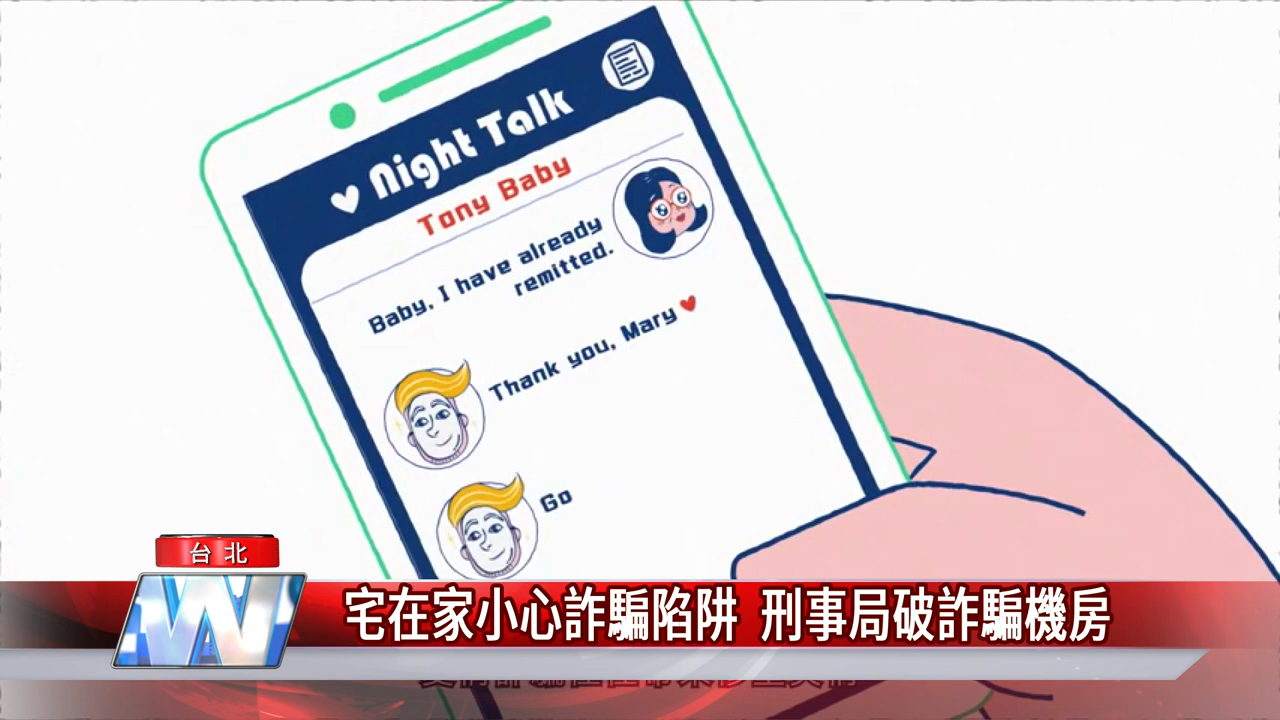 Night Talk
Tony Baby
Baby, I have already
remitted.
Thank you, Mary
Go
台北
W
宅在家小心詐騙陷阱 刑事局破詐騙機房